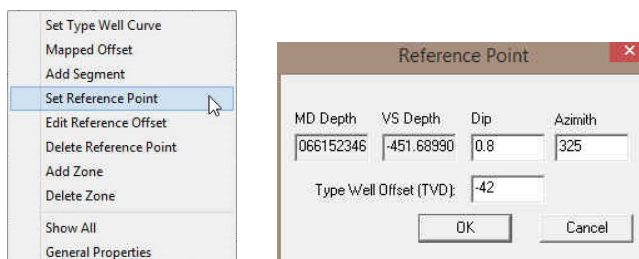 Set Type Well Curve
Mapped Offset
Add Segment
Set Reference Point
Edit Reference Offset
Delete Reference Point
Add Zone
Delete Zone
Show All
General Properties
Reference Point
MD Depth VS Depth Dip Azimith
066152346 -451.68990 0.8 325
Type Well Offset (TVD): -42
OK Cancel